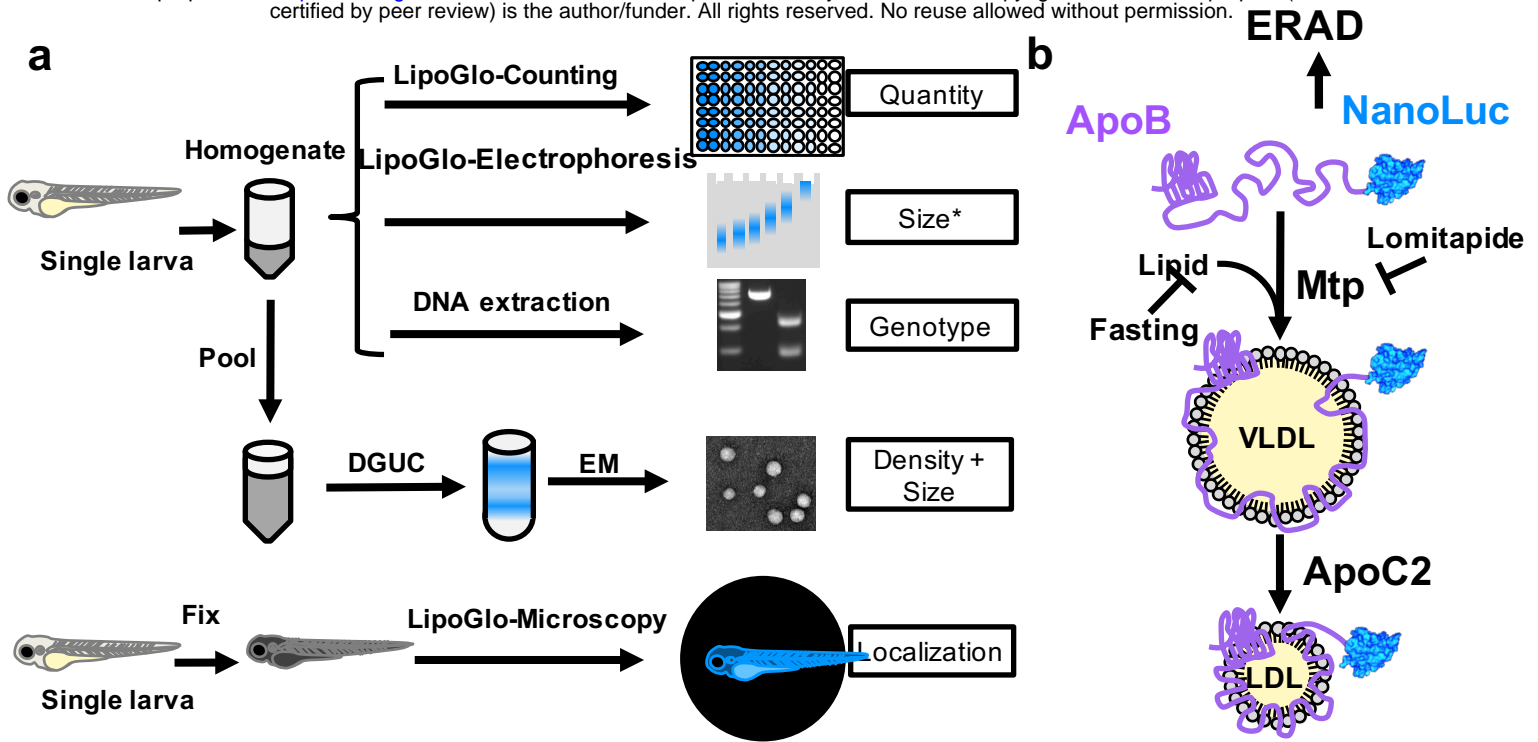 certified by peer review) is the author/funder. All rights reserved. No reuse allowed without permission.
a
LipoGlo-Counting
Quantity
Homogenate
LipoGlo-Electrophoresis
Size*
Single larva
DNA extraction
Genotype
Pool
DGUC
EM
Density +
Size
Fix
LipoGlo-Microscopy
Localization
Single larva
b
ERAD
ApoB
NanoLuc
Lomitapide
Lipid
Mtp
Fasting
VLDL
ApoC2
LDL